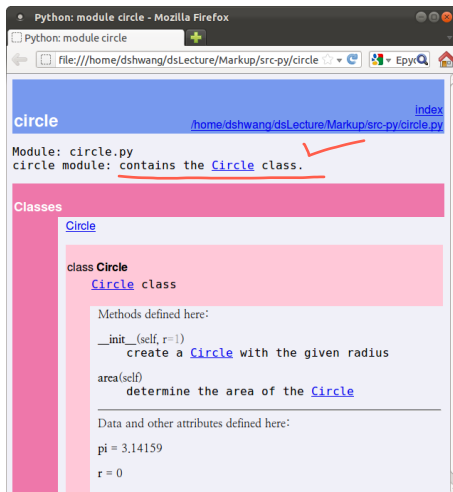 Python: module circle - Mozilla Firefox
Python: module circle
file:///home/dshwang/dsLecture/Markup/src-py/circle
Epyc
circle
index
/home/dshwang/dsLecture/Markup/src-py/circle.py
Module: circle.py
circle module: contains the Circle class.
Classes
Circle
class Circle
Circle class
Methods defined here:
__init__(self, r=1)
create a Circle with the given radius
area(self)
determine the area of the Circle
Data and other attributes defined here:
pi = 3.14159
r = 0